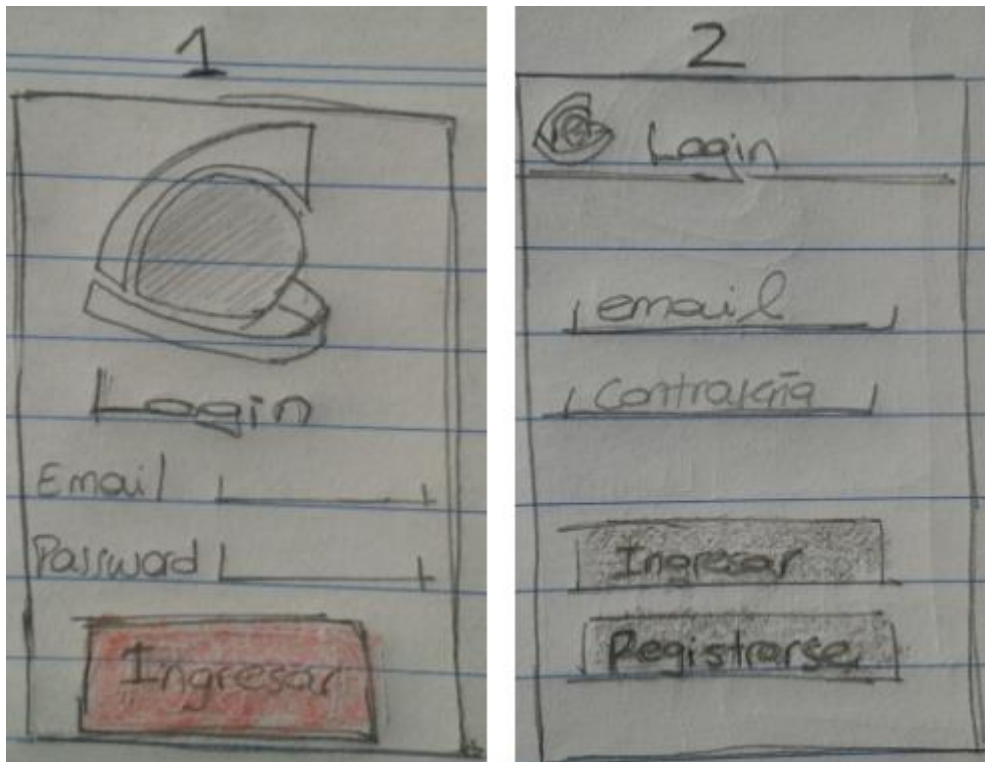 1
Login
Email
Password
Ingresar
2
Login
email
Contraseña
Ingresar
Registrarse